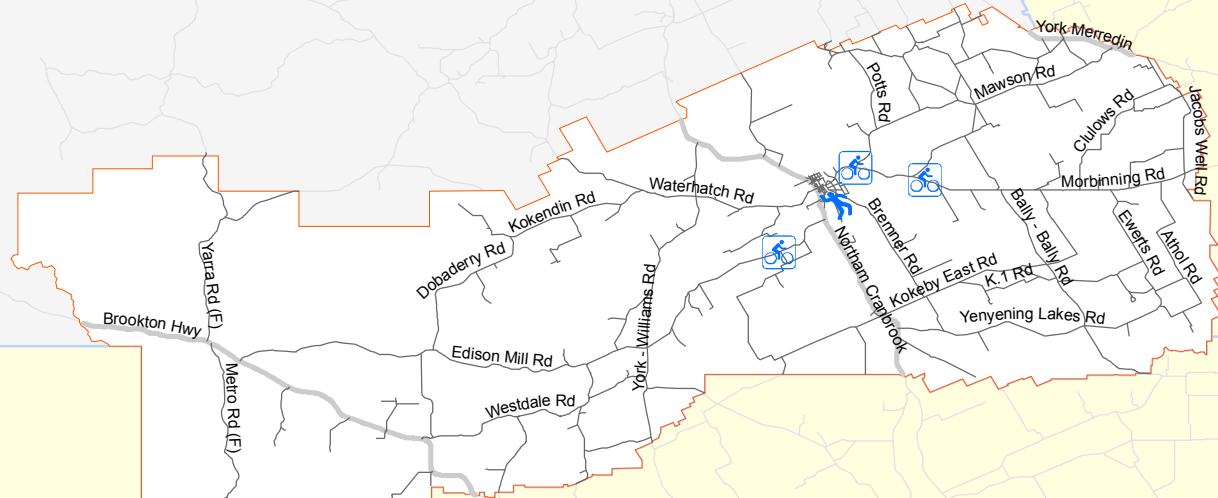 York Merredin
Potts Rd
Mawson Rd
Jacobs Well Rd
Clulows Rd
Waterhatch Rd
Morbinning Rd
Kokendin Rd
Bally - Bally Rd
Bremner Rd
Ewerts Rd
Athol Rd
Northam Cranbrook
Dobaderry Rd
Yarra Rd (F)
Kokeby East Rd
K.1 Rd
York - Williams Rd
Brookton Hwy
Yenyening Lakes Rd
Edison Mill Rd
Metro Rd (F)
Westdale Rd